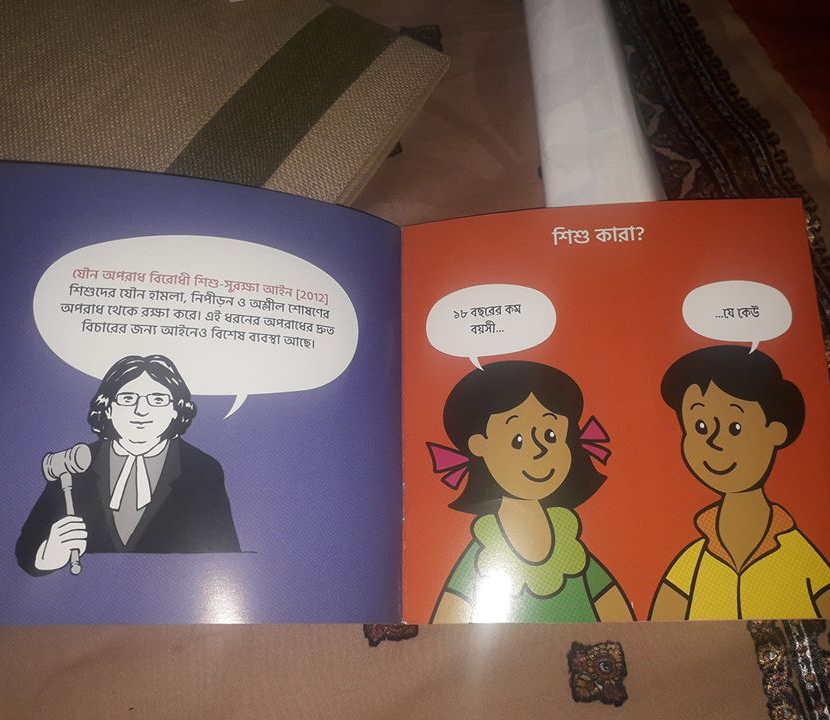 যৌন অপরাধ বিরোধী শিশু-সুরক্ষা আইন [2012]
শিশুদের যৌন হামলা, নিপীড়ন ও অশ্লীল শোষণের
অপরাধ থেকে রক্ষা করে। এই ধরনের অপরাধের দ্রুত
বিচারের জন্য আইনেও বিশেষ ব্যবস্থা আছে।
শিশু কারা?
১৮ বছরের কম
বয়সী...
...যে কেউ